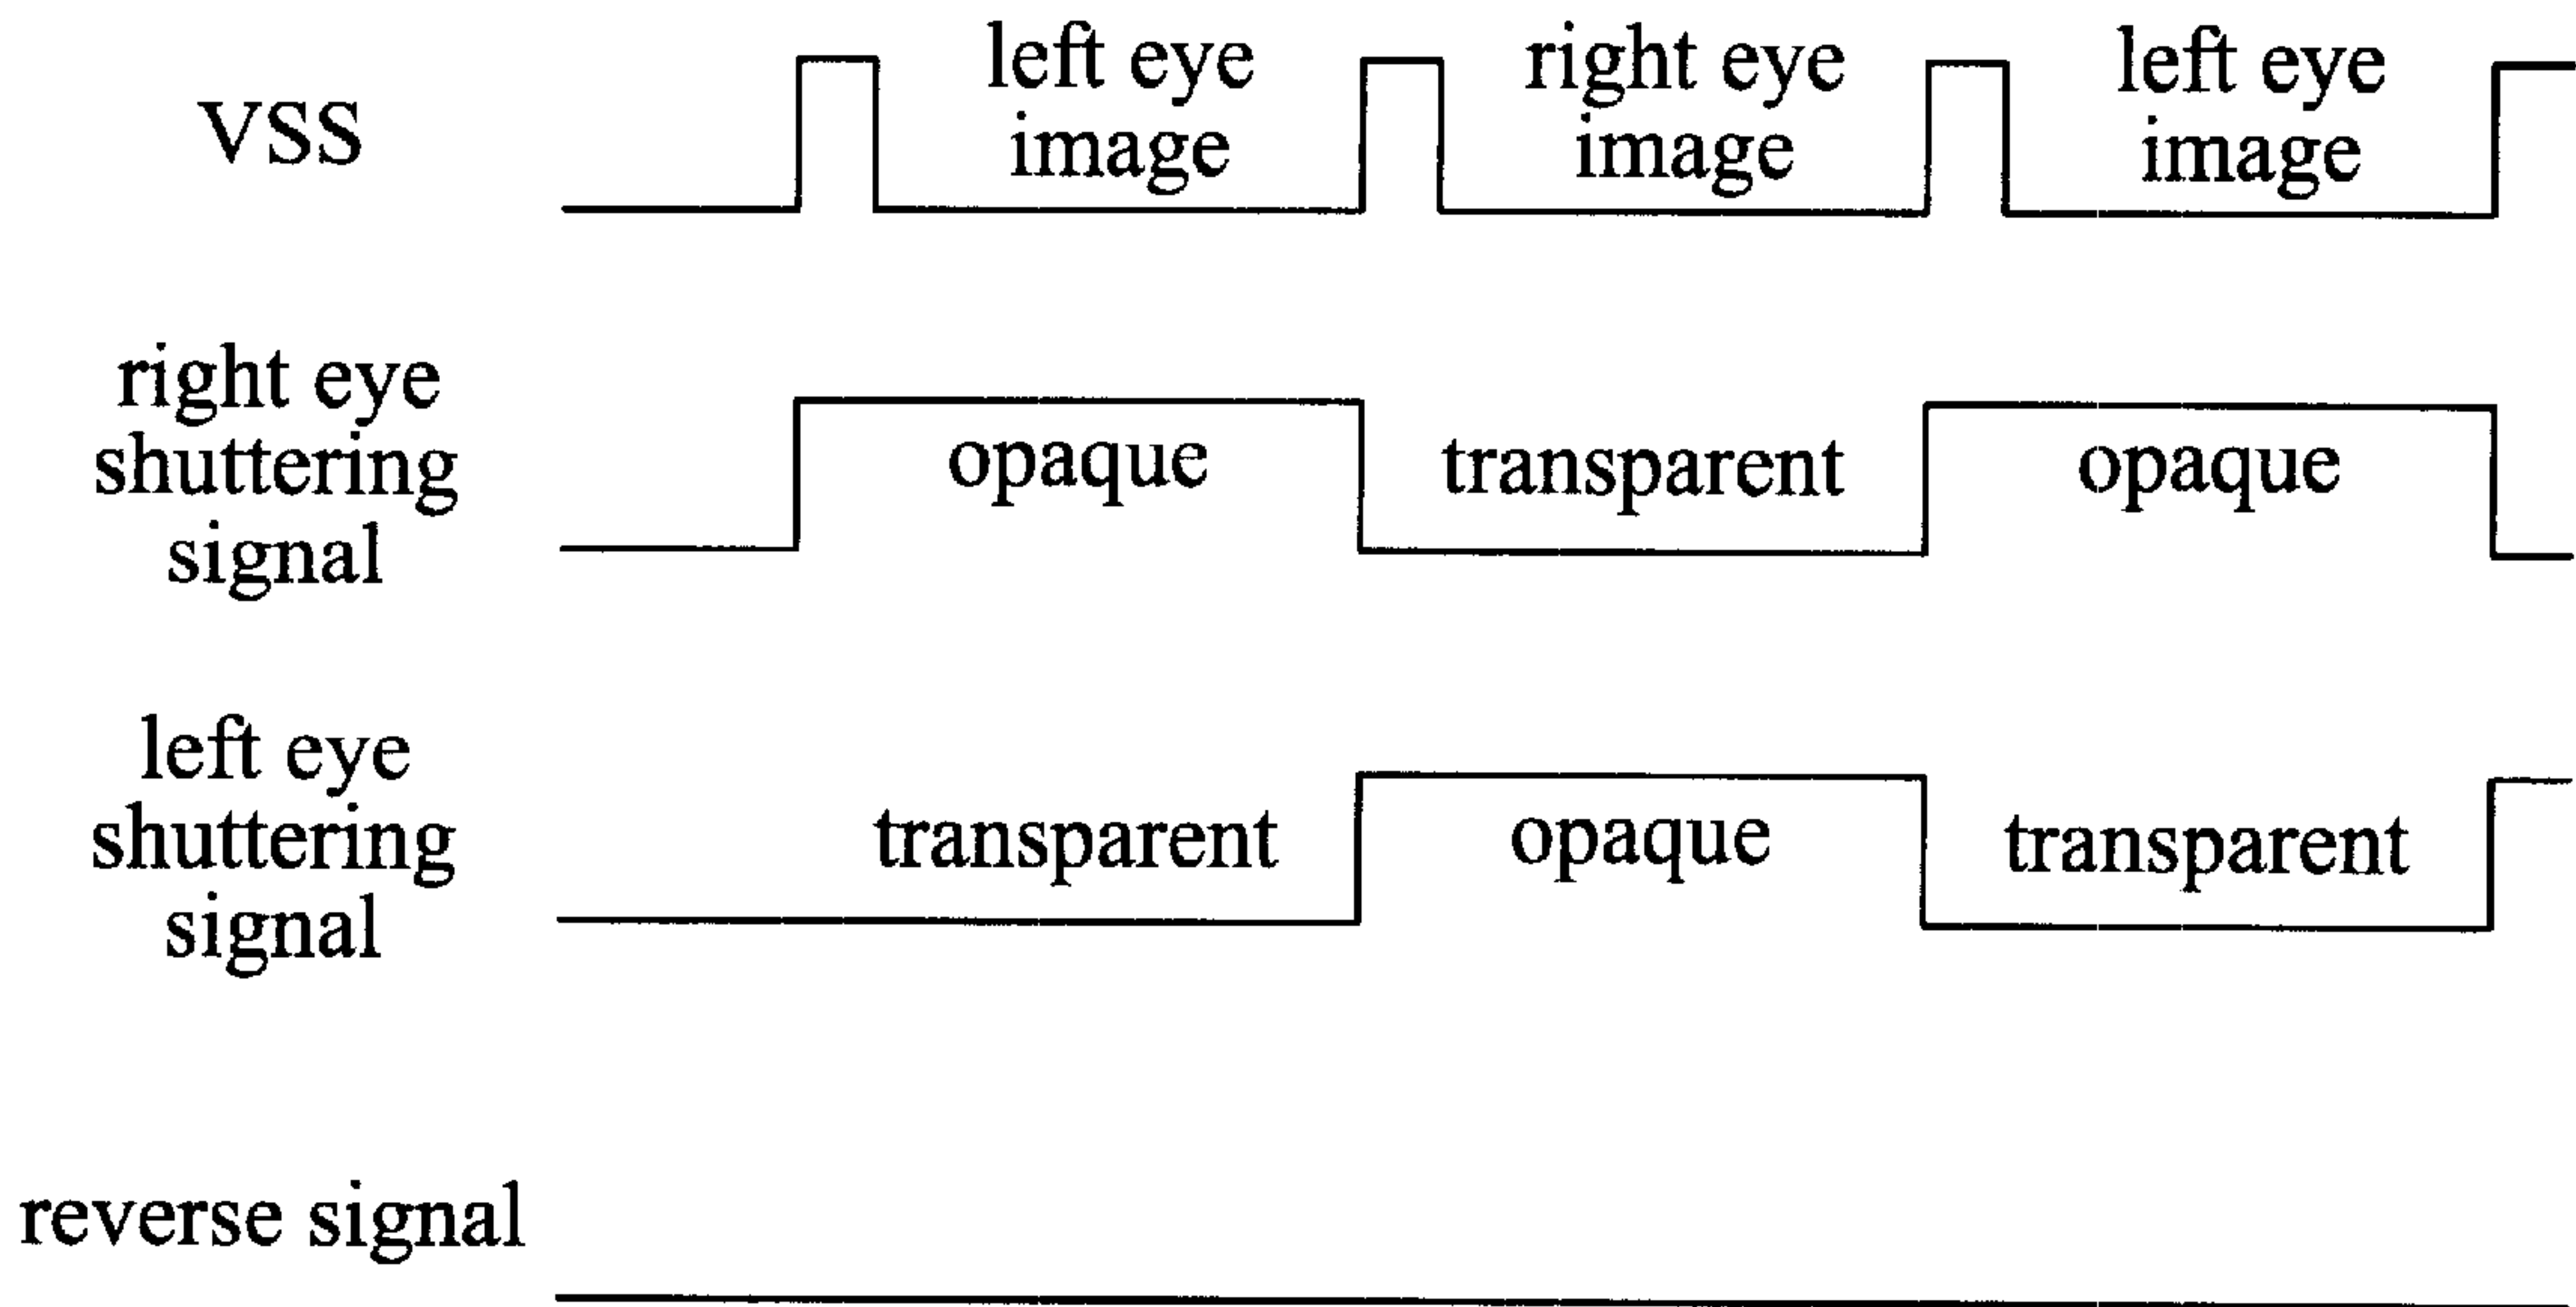 VSS
left eye
image
right eye
image
left eye
image
right eye
shuttering
signal
opaque
transparent
opaque
left eye
shuttering
signal
transparent
opaque
transparent
reverse signal